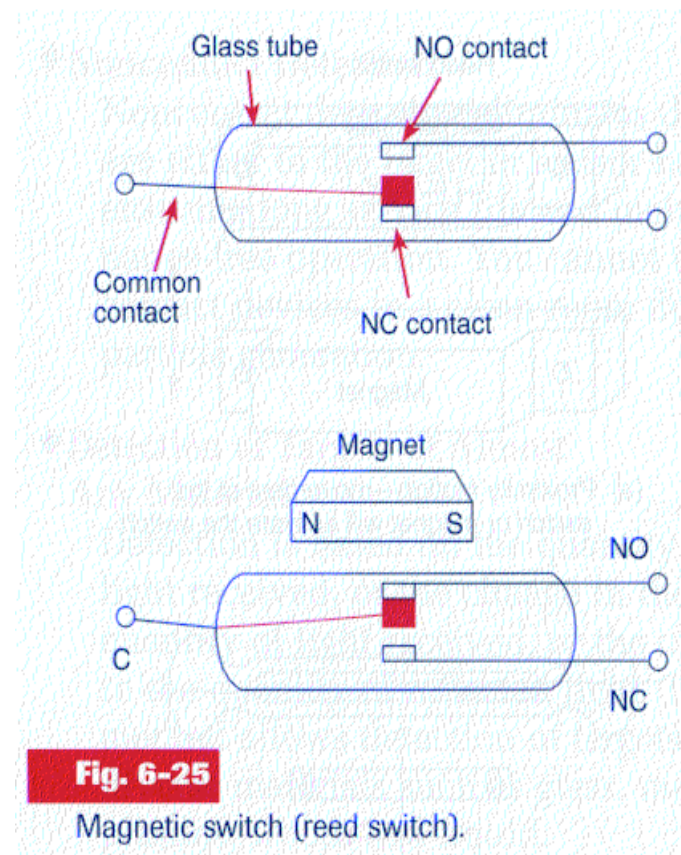 Glass tube
NO contact
Common
contact
NC contact
Magnet
N
S
NO
C
NC
Fig. 6-25
Magnetic switch (reed switch).